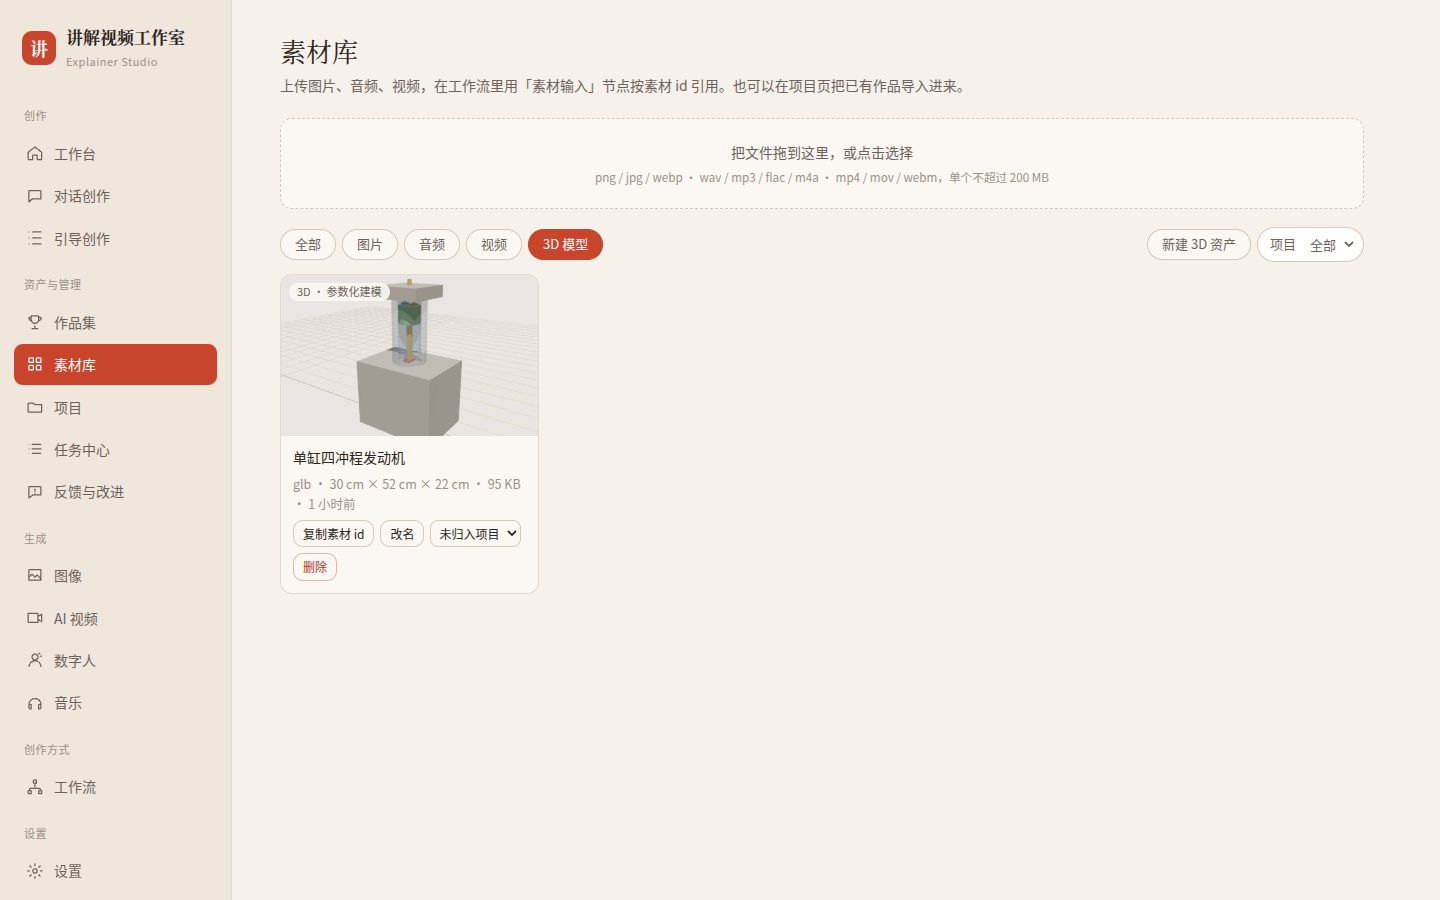 讲
讲解视频工作室
Explainer Studio
创作
工作台
对话创作
引导创作
资产与管理
作品集
素材库
项目
任务中心
反馈与改进
生成
图像
AI 视频
数字人
音乐
创作方式
工作流
设置
设置
素材库
上传图片、音频、视频，在工作流里用「素材输入」节点按素材 id 引用。也可以在项目页把已有作品导入进来。
把文件拖到这里，或点击选择
png / jpg / webp · wav / mp3 / flac / m4a · mp4 / mov / webm，单个不超过 200 MB
全部 图片 音频 视频 3D 模型 新建 3D 资产 项目 全部
3D · 参数化建模
单缸四冲程发动机
glb · 30 cm × 52 cm × 22 cm · 95 KB
· 1 小时前
复制素材 id 改名 未归入项目
删除